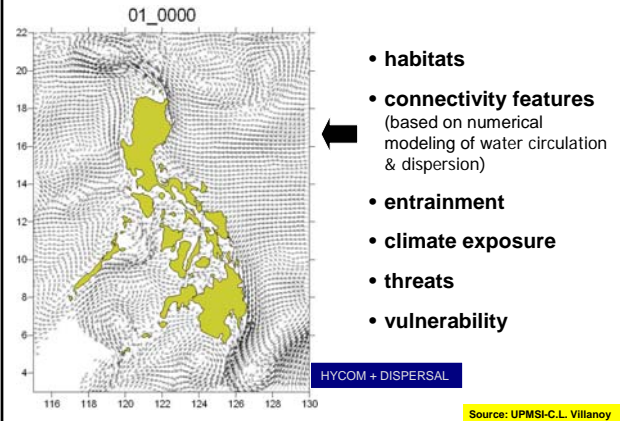 01_0000
22
20
18
16
14
12
10
8
6
4
116 118 120 122 124 126 128 130
• habitats
• connectivity features
(based on numerical
modeling of water circulation
& dispersion)
• entrainment
• climate exposure
• threats
• vulnerability
HYCOM + DISPERSAL
Source: UPMSI-C.L. Villanoy